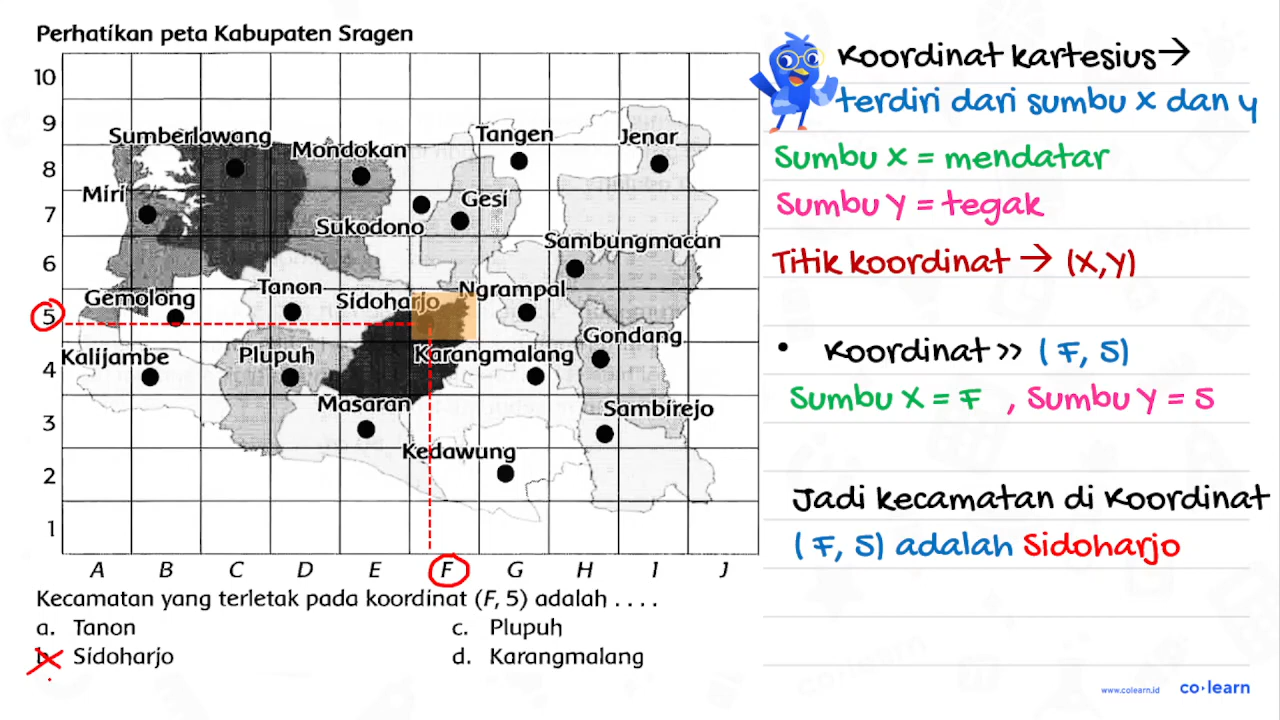 Perhatikan peta Kabupaten Sragen
10
9
8
7
6
5
4
3
2
1
Sumberlawang
Mondokan
Tangen
Jenar
Miri
Gesi
Sukodono
Sambungmacan
Gemolong
Tanon
Sidoharjo
Ngrampal
Kalijambe
Plupuh
Karangmalang
Gondang
Masaran
Sambirejo
Kedawung
A B C D E F G H I J
Kecamatan yang terletak pada koordinat (F, 5) adalah . . . .
a. Tanon
b. Sidoharjo
c. Plupuh
d. Karangmalang
Koordinat kartesius →
terdiri dari sumbu X dan y
Sumbu X = mendatar
Sumbu Y = tegak
Titik koordinat → (X,Y)
• Koordinat >> (F, 5)
Sumbu X = F , Sumbu Y = 5
Jadi kecamatan di Koordinat
(F, 5) adalah Sidoharjo
www.colearn.id
co·learn